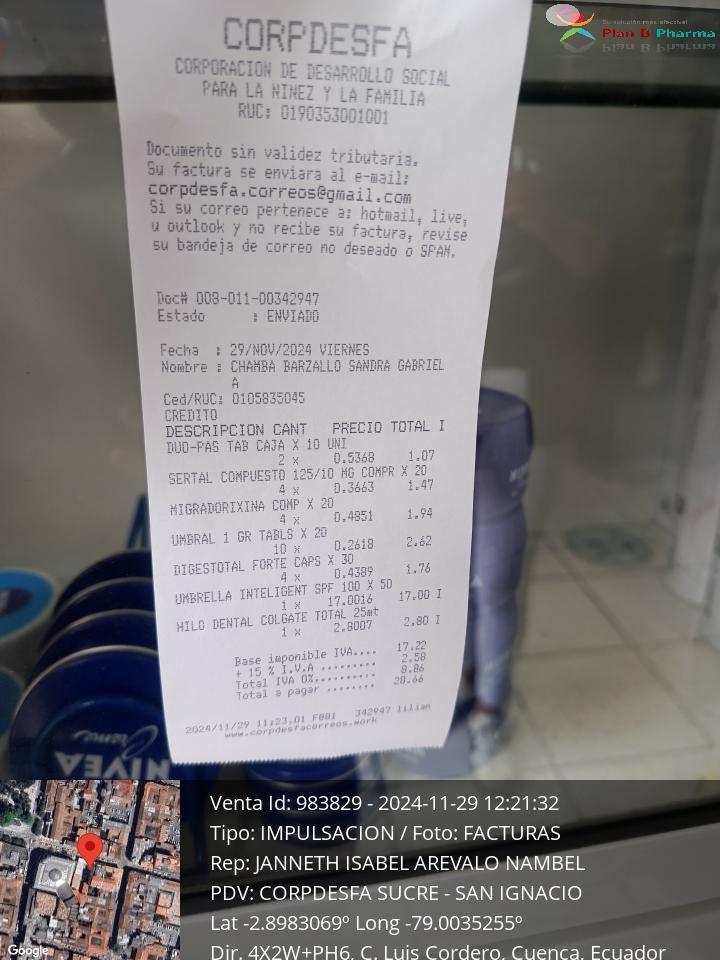 Su solución más efectiva!
Plan B Pharma
CORPDESFA
CORPORACION DE DESARROLLO SOCIAL
PARA LA NINEZ Y LA FAMILIA
RUC: 0190353001001
Documento sin validez tributaria.
Su factura se enviara al e-mail:
corpdesfa.correos@gmail.com
Si su correo pertenece a: hotmail, live,
u outlook y no recibe su factura, revise
su bandeja de correo no deseado o SPAM.
Doc# 008-011-00342947
Estado : ENVIADO
Fecha : 29/NOV/2024 VIERNES
Nombre : CHAMBA BARZALLO SANDRA GABRIEL
A
Ced/RUC: 0105835045
CREDITO
DESCRIPCION CANT PRECIO TOTAL I
DUO-PAS TAB CAJA X 10 UNI
2 x 0.5368 1.07
SERTAL COMPUESTO 125/10 MG COMPR X 20
4 x 0.3663 1.47
MIGRADORIXINA COMP X 20
4 x 0.4851 1.94
UMBRAL 1 GR TABLS X 20
10 x 0.2618 2.62
DIGESTOTAL FORTE CAPS X 30
4 x 0.4389 1.76
UMBRELLA INTELIGENT SPF 100 X 50
1 x 17.0016 17.00 I
HILO DENTAL COLGATE TOTAL 25mt
1 x 2.8007 2.80 I
Base imponible IVA.... 17.22
+ 15 % I.V.A ......... 2.58
Total IVA 0%.......... 8.86
Total a pagar ........ 28.66
2024/11/29 11:23.01 F001 342947 lilian
www.corpdesfacorreos.work
NIVEA
Creme
Venta Id: 983829 - 2024-11-29 12:21:32
Tipo: IMPULSACION / Foto: FACTURAS
Rep: JANNETH ISABEL AREVALO NAMBEL
PDV: CORPDESFA SUCRE - SAN IGNACIO
Lat -2.8983069º Long -79.0035255º
Dir. 4X2W+PH6, C. Luis Cordero, Cuenca, Ecuador
Google